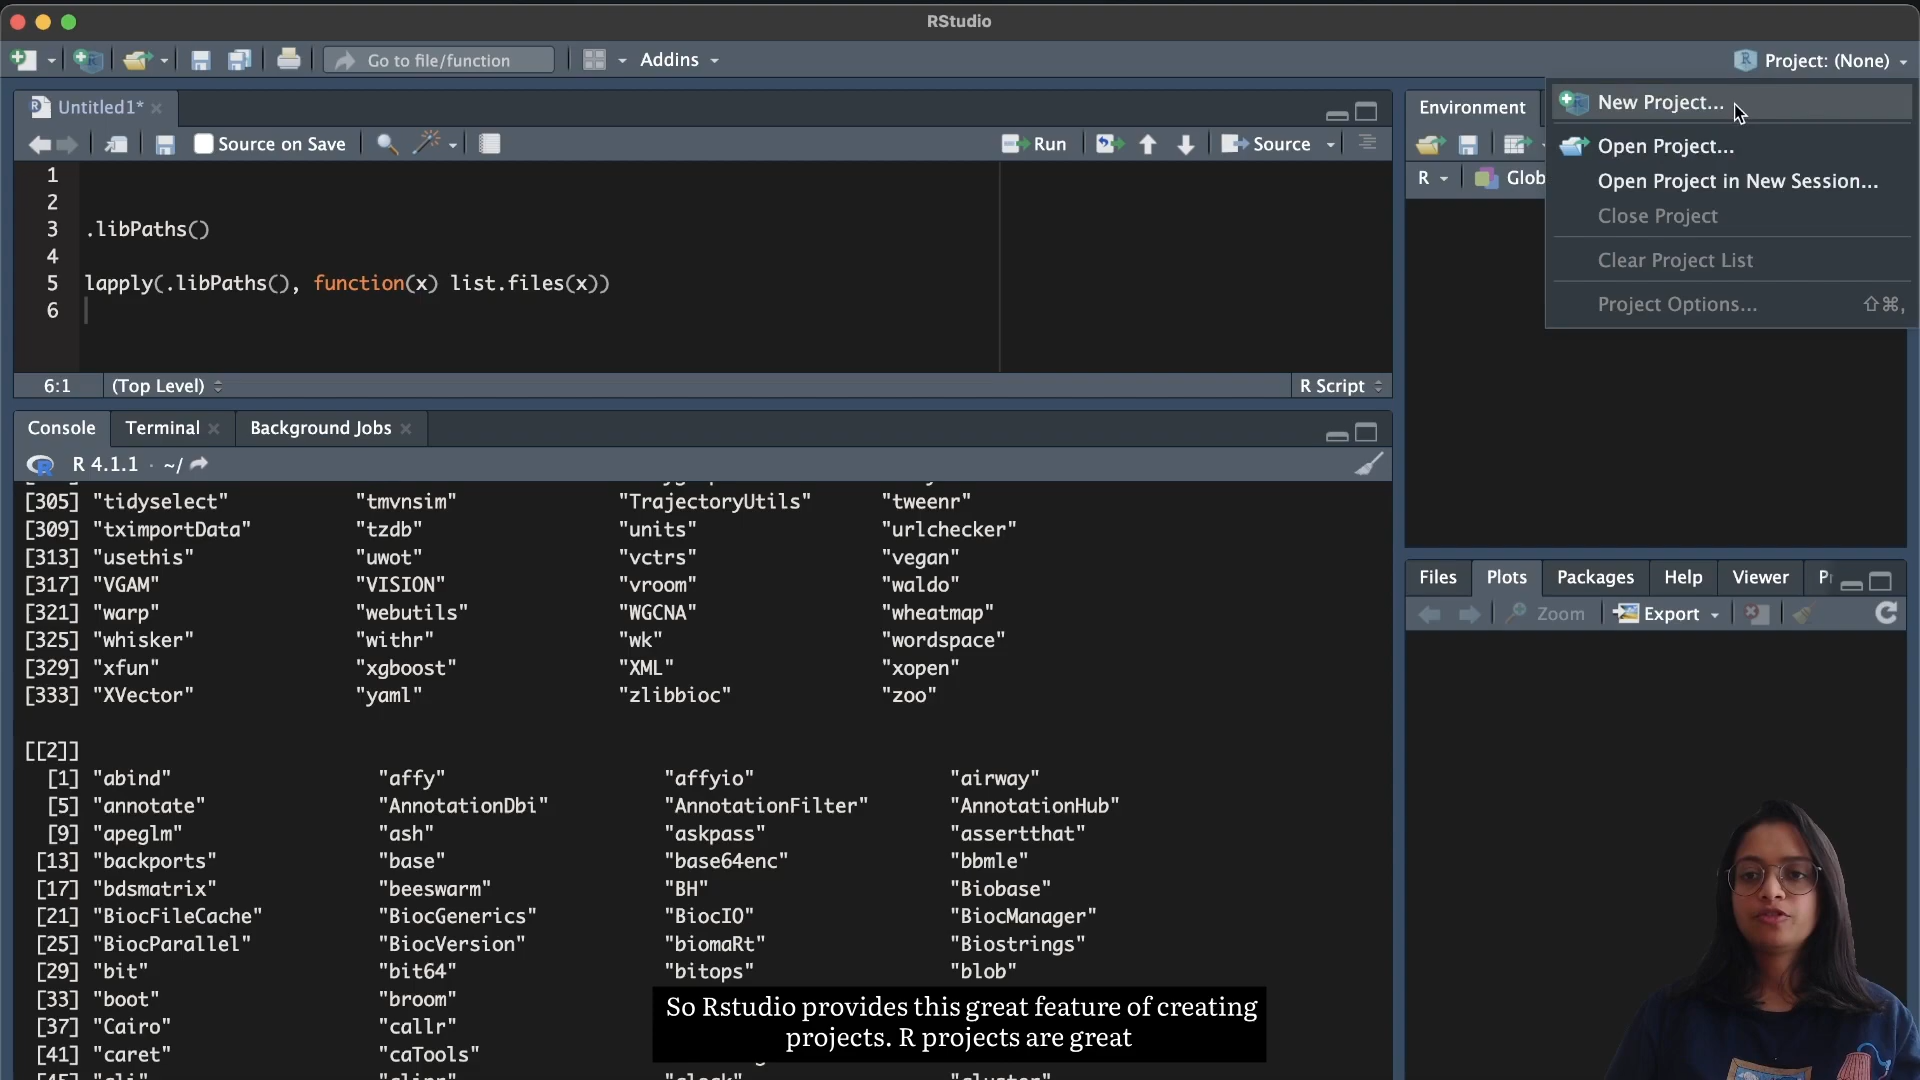 RStudio
Go to file/function
Addins
Project: (None)
Untitled1*
Source on Save
Run
Source
1
2
3 .libPaths()
4
5 lapply(.libPaths(), function(x) list.files(x))
6
6:1 (Top Level) R Script
Console Terminal Background Jobs
R 4.1.1 · ~/
[305] "tidyselect" "tmvnsim" "TrajectoryUtils" "tweenr"
[309] "tximportData" "tzdb" "units" "urlchecker"
[313] "usethis" "uwot" "vctrs" "vegan"
[317] "VGAM" "VISION" "vroom" "waldo"
[321] "warp" "webutils" "WGCNA" "wheatmap"
[325] "whisker" "withr" "wk" "wordspace"
[329] "xfun" "xgboost" "XML" "xopen"
[333] "XVector" "yaml" "zlibbioc" "zoo"
[[2]]
[1] "abind" "affy" "affyio" "airway"
[5] "annotate" "AnnotationDbi" "AnnotationFilter" "AnnotationHub"
[9] "apeglm" "ash" "askpass" "assertthat"
[13] "backports" "base" "base64enc" "bbmle"
[17] "bdsmatrix" "beeswarm" "BH" "Biobase"
[21] "BiocFileCache" "BiocGenerics" "BiocIO" "BiocManager"
[25] "BiocParallel" "BiocVersion" "biomaRt" "Biostrings"
[29] "bit" "bit64" "bitops" "blob"
[33] "boot" "broom"
[37] "Cairo" "callr"
[41] "caret" "caTools"
Environment
R Glob
New Project...
Open Project...
Open Project in New Session...
Close Project
Clear Project List
Project Options... ⇧⌘,
Files Plots Packages Help Viewer
Zoom Export
So Rstudio provides this great feature of creating
projects. R projects are great